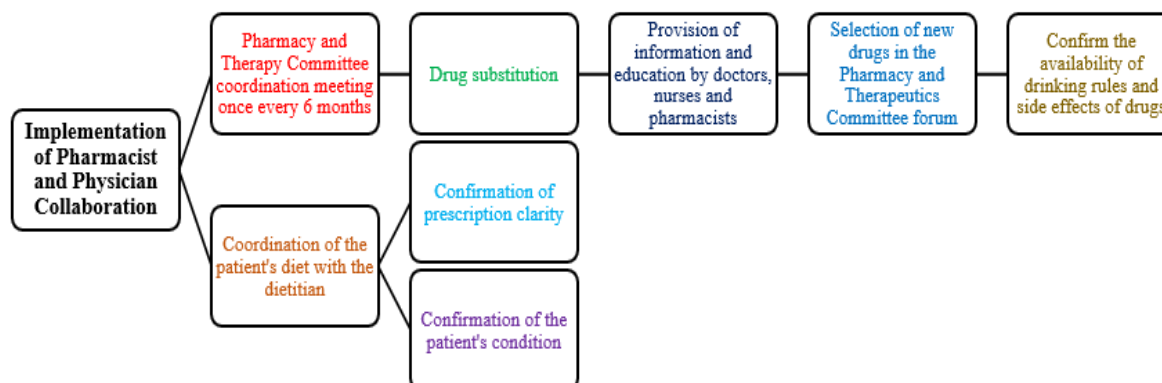 Implementation
of Pharmacist
and Physician
Collaboration
Pharmacy and
Therapy Committee
coordination meeting
once every 6 months
Drug substitution
Provision of
information and
education by doctors,
nurses and
pharmacists
Selection of new
drugs in the
Pharmacy and
Therapeutics
Committee forum
Confirm the
availability of
drinking rules and
side effects of drugs
Coordination of the
patient's diet with the
dietitian
Confirmation of
prescription clarity
Confirmation of the
patient's condition